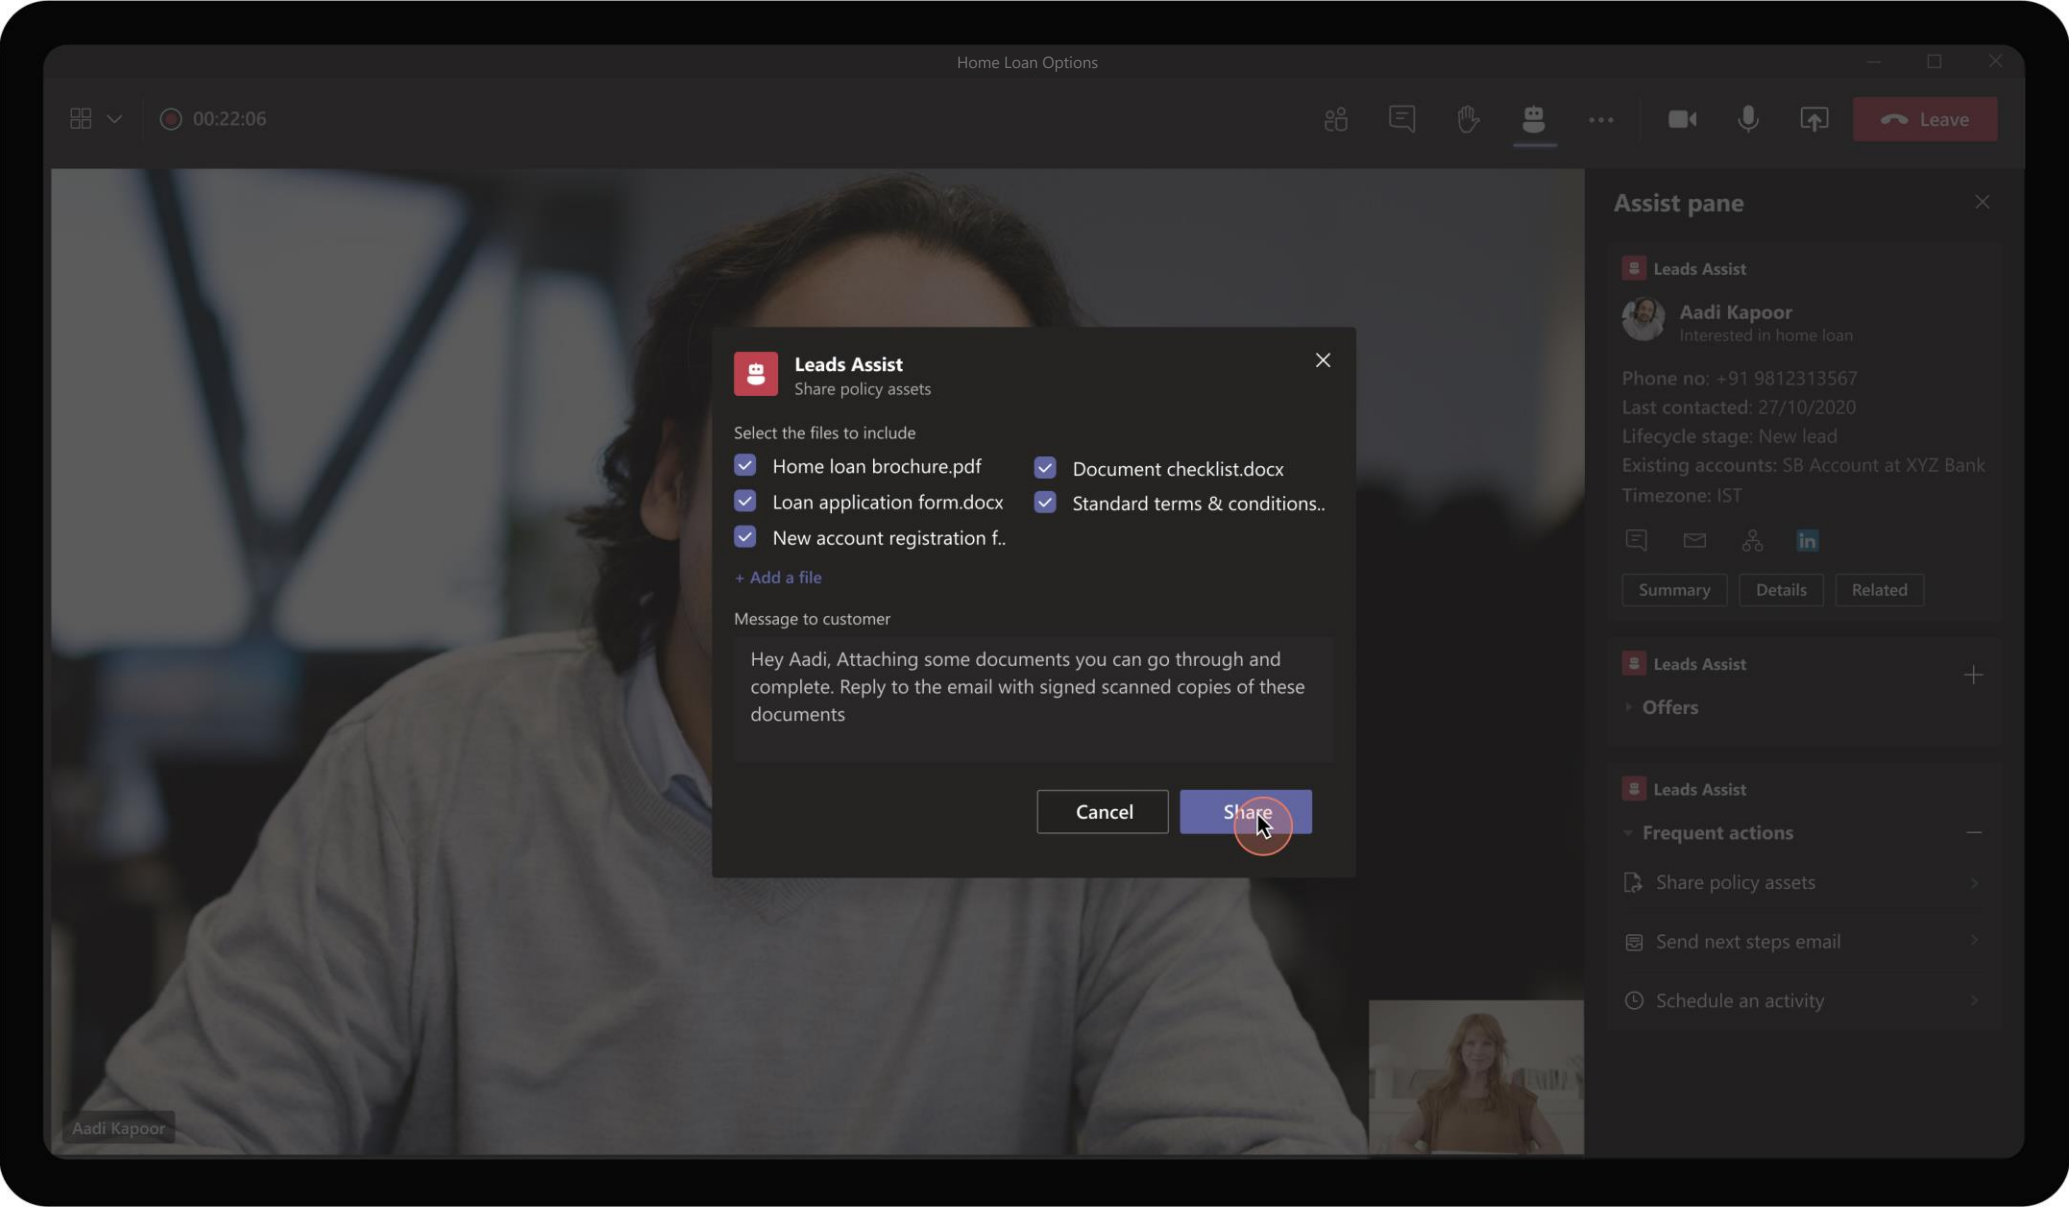 Home Loan Options
00:22:06
Leave
Aadi Kapoor
Leads Assist
Share policy assets
Select the files to include
Home loan brochure.pdf
Document checklist.docx
Loan application form.docx
Standard terms & conditions..
New account registration f..
+ Add a file
Message to customer
Hey Aadi, Attaching some documents you can go through and
complete. Reply to the email with signed scanned copies of these
documents
Cancel
Share
Assist pane
Leads Assist
Aadi Kapoor
Interested in home loan
Phone no: +91 9812313567
Last contacted: 27/10/2020
Lifecycle stage: New lead
Existing accounts: SB Account at XYZ Bank
Timezone: IST
in
Summary
Details
Related
Leads Assist
Offers
Leads Assist
Frequent actions
Share policy assets
Send next steps email
Schedule an activity